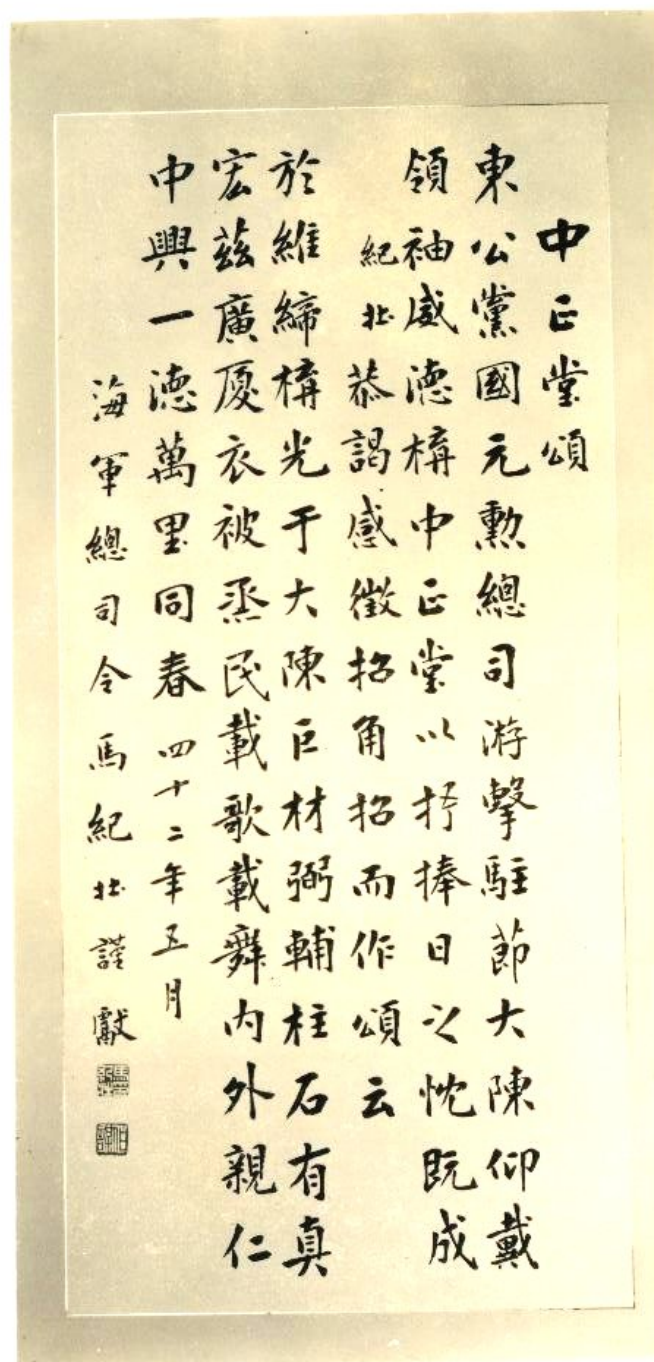 中正堂頌
東公黨國元勳總司游擊駐節大陳仰戴
領袖盛德構中正堂以抒捧日之忱既成
紀壯恭謁感徵招角招而作頌云
於維締構光于大陳巨材弼輔柱石有真
宏茲廣廈衣被烝民載歌載舞內外親仁
中興一德萬里同春四十二年五月
海軍總司令馬紀壯謹獻